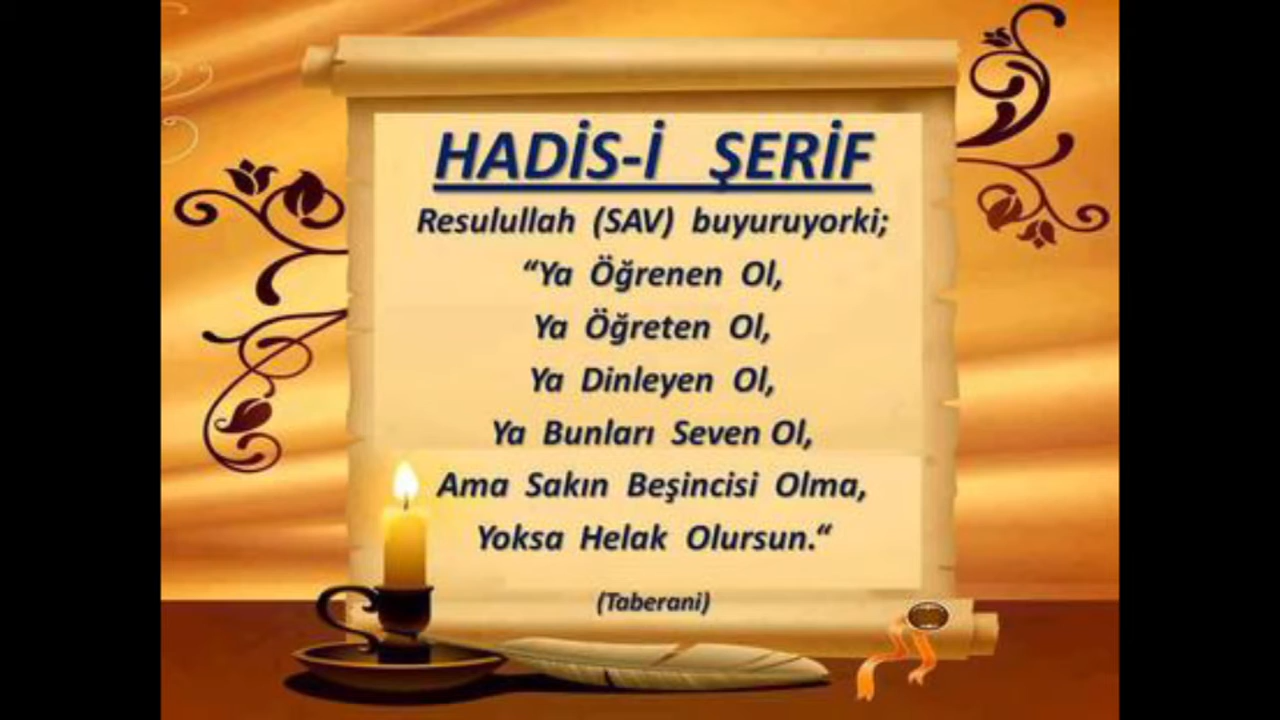 HADİS-İ ŞERİF
Resulullah (SAV) buyuruyorki;
“Ya Öğrenen Ol,
Ya Öğreten Ol,
Ya Dinleyen Ol,
Ya Bunları Seven Ol,
Ama Sakın Beşincisi Olma,
Yoksa Helak Olursun.“
(Taberani)